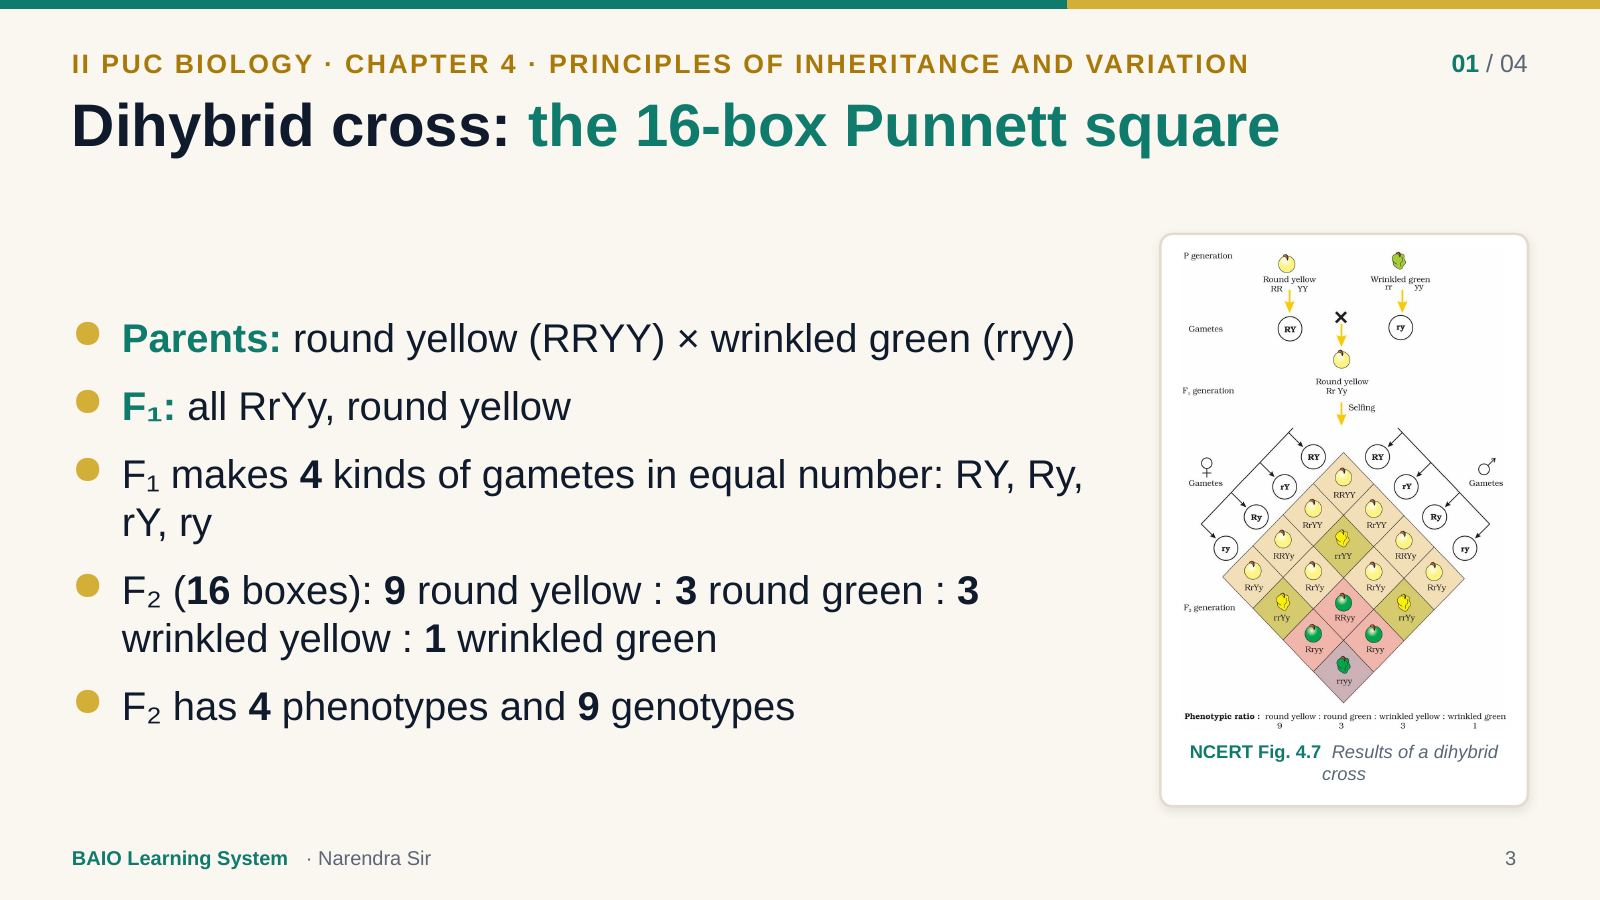 II PUC BIOLOGY · CHAPTER 4 · PRINCIPLES OF INHERITANCE AND VARIATION
01 / 04
Dihybrid cross: the 16-box Punnett square
Parents: round yellow (RRYY) × wrinkled green (rryy)
F₁: all RrYy, round yellow
F₁ makes 4 kinds of gametes in equal number: RY, Ry,
rY, ry
F₂ (16 boxes): 9 round yellow : 3 round green : 3
wrinkled yellow : 1 wrinkled green
F₂ has 4 phenotypes and 9 genotypes
P generation
Round yellow Wrinkled green
RR YY rr yy
Gametes RY × ry
Round yellow
F₁ generation Rr Yy
Selfing
RY RY
♀ ♂
Gametes rY rY Gametes
RRYY
Ry Ry
RrYY RrYY
ry ry
RRYy rrYY RRYy
RrYy RrYy RrYy RrYy
F₂ generation
rrYy RRyy rrYy
Rryy Rryy
rryy
Phenotypic ratio : round yellow : round green : wrinkled yellow : wrinkled green
9 3 3 1
NCERT Fig. 4.7 Results of a dihybrid
cross
BAIO Learning System · Narendra Sir
3